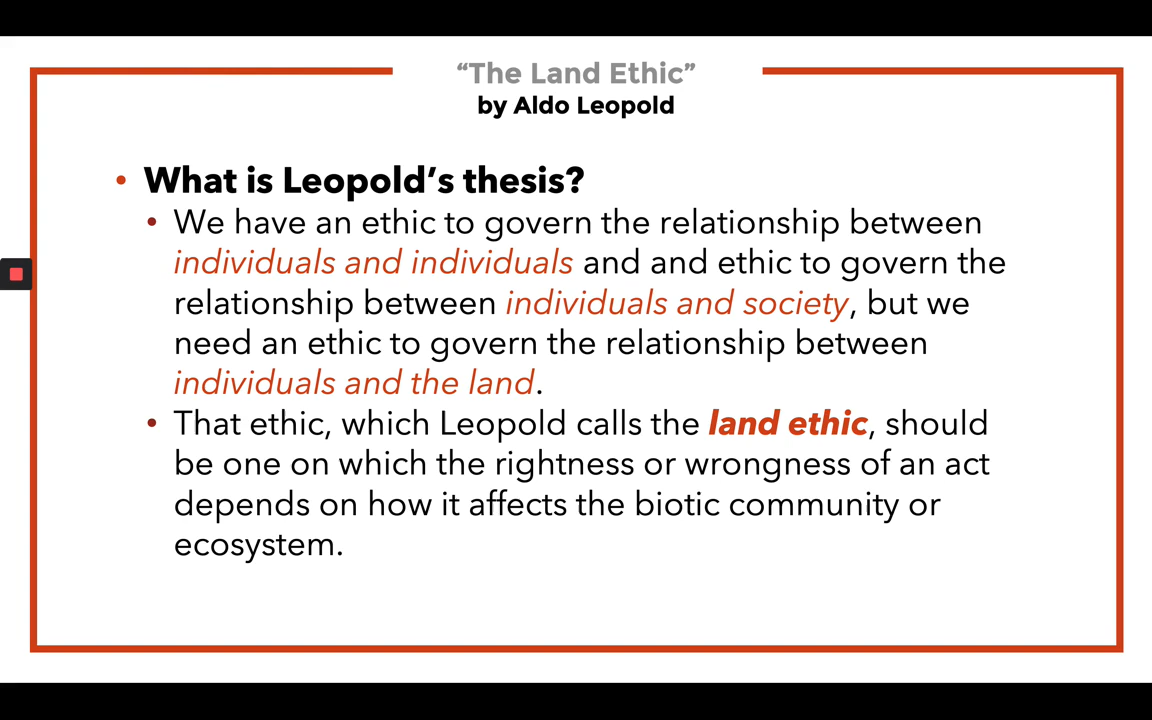 “The Land Ethic”
by Aldo Leopold
• What is Leopold’s thesis?
• We have an ethic to govern the relationship between
individuals and individuals and and ethic to govern the
relationship between individuals and society, but we
need an ethic to govern the relationship between
individuals and the land.
• That ethic, which Leopold calls the land ethic, should
be one on which the rightness or wrongness of an act
depends on how it affects the biotic community or
ecosystem.